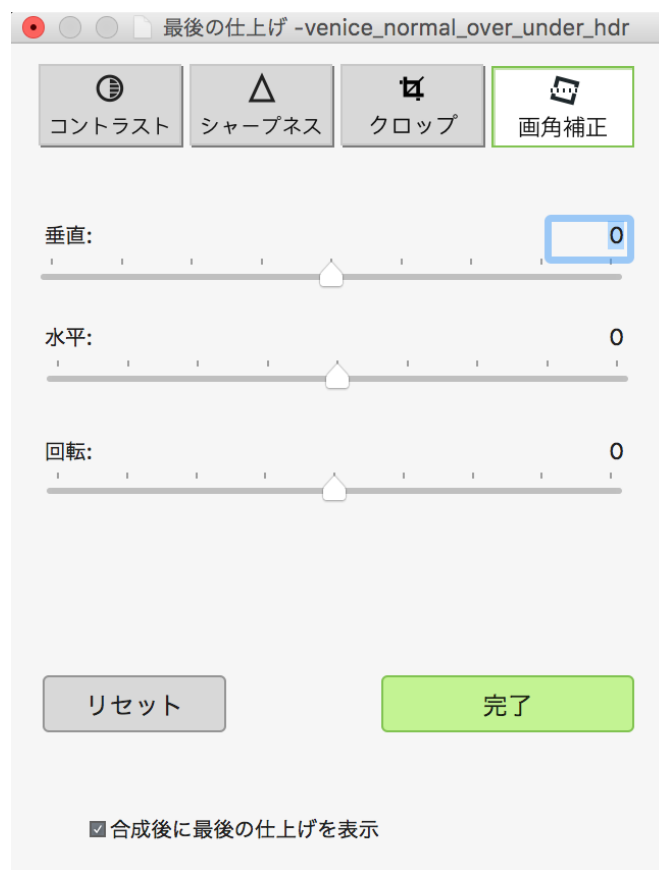 最後の仕上げ -venice_normal_over_under_hdr
コントラスト シャープネス クロップ 画角補正
垂直: 0
水平: 0
回転: 0
リセット 完了
合成後に最後の仕上げを表示